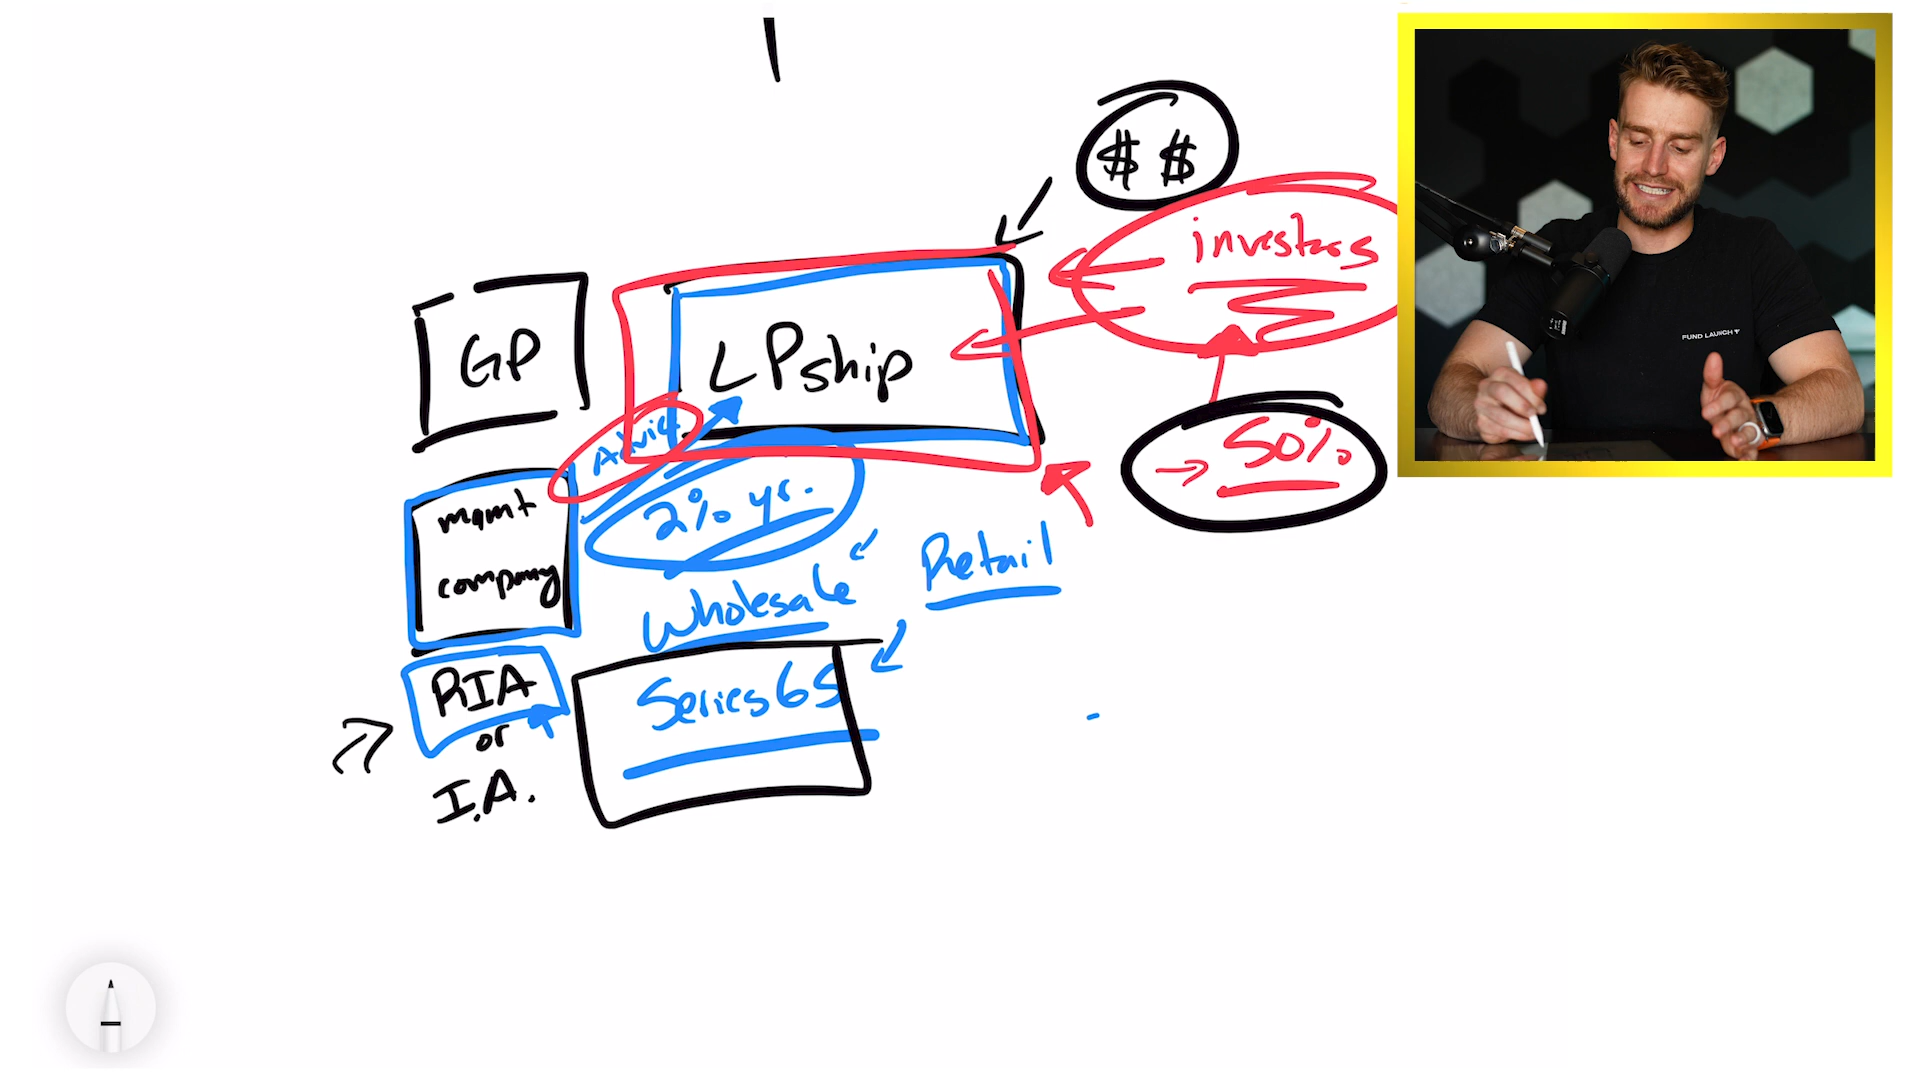 $ $
investors
GP
LPship
Advice
50%
mgmt
company
2% yr.
Retail
Wholesale
RIA
or
I.A.
Series 65
FUND LAUNCH